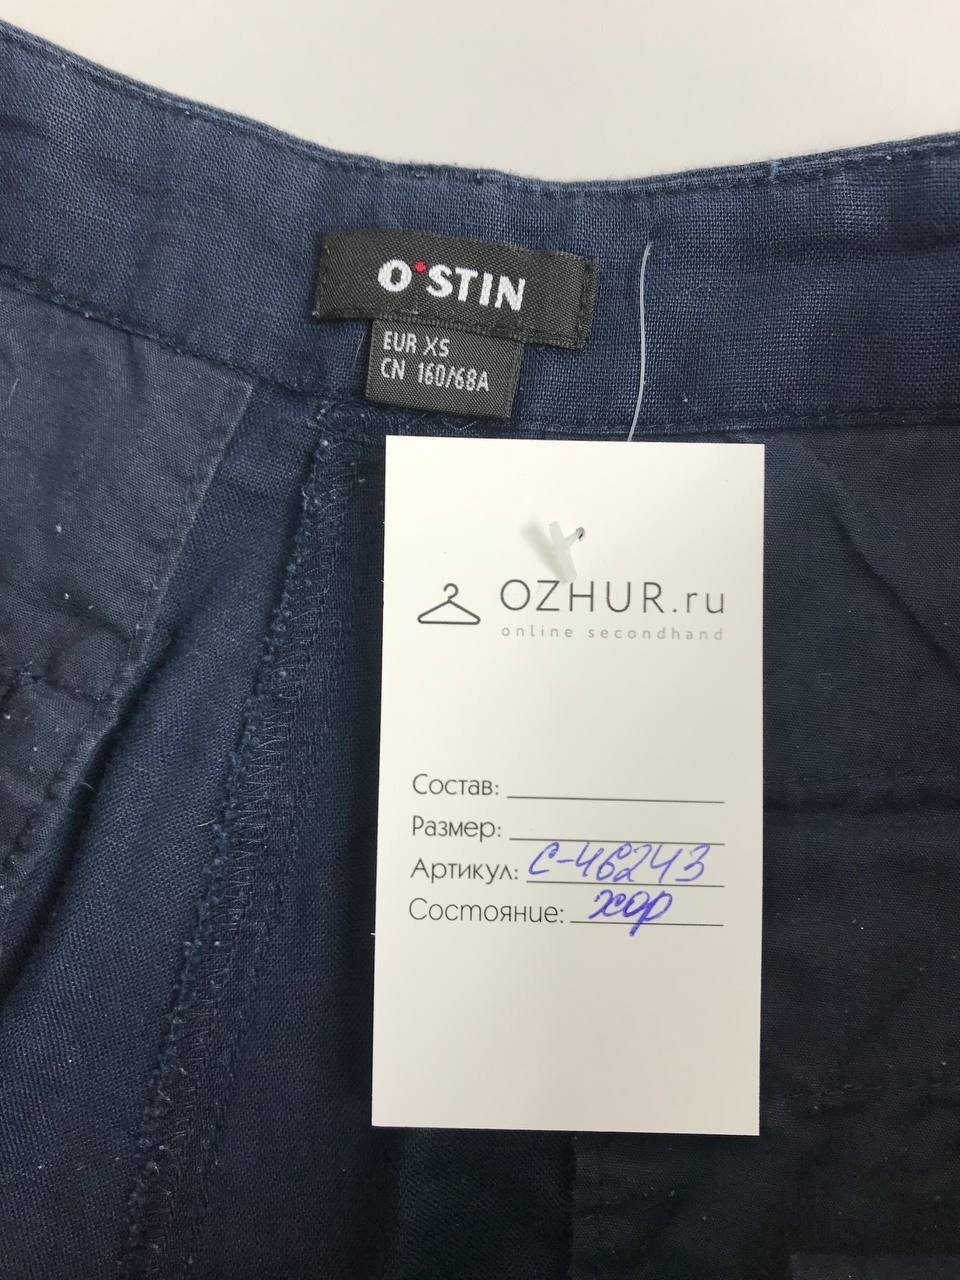 O'STIN
EUR XS
CN 160/68A
OZHUR.ru
online secondhand
Состав:
Размер:
Артикул: С-46243
Состояние: хор